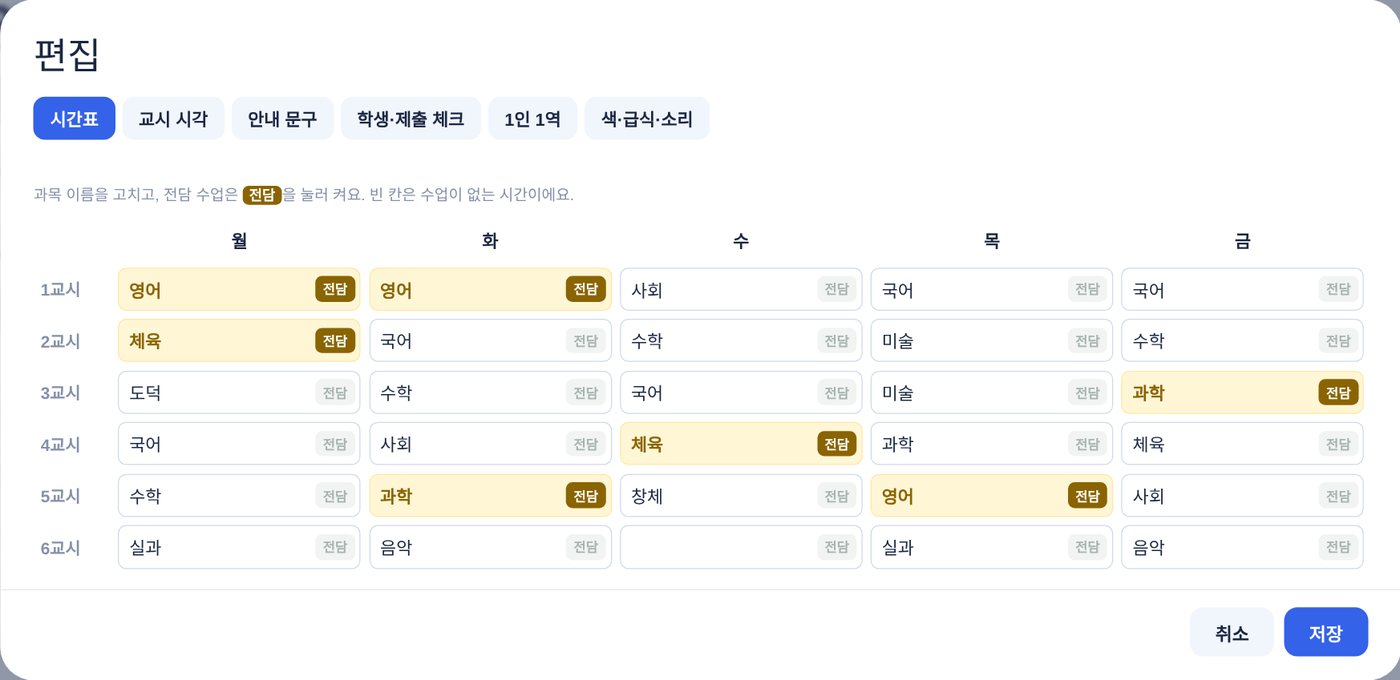 편집
시간표 교시 시각 안내 문구 학생·제출 체크 1인 1역 색·급식·소리
과목 이름을 고치고, 전담 수업은 전담을 눌러 켜요. 빈 칸은 수업이 없는 시간이에요.
월 화 수 목 금
1교시 영어 전담 영어 전담 사회 전담 국어 전담 국어 전담
2교시 체육 전담 국어 전담 수학 전담 미술 전담 수학 전담
3교시 도덕 전담 수학 전담 국어 전담 미술 전담 과학 전담
4교시 국어 전담 사회 전담 체육 전담 과학 전담 체육 전담
5교시 수학 전담 과학 전담 창체 전담 영어 전담 사회 전담
6교시 실과 전담 음악 전담 전담 실과 전담 음악 전담
취소 저장